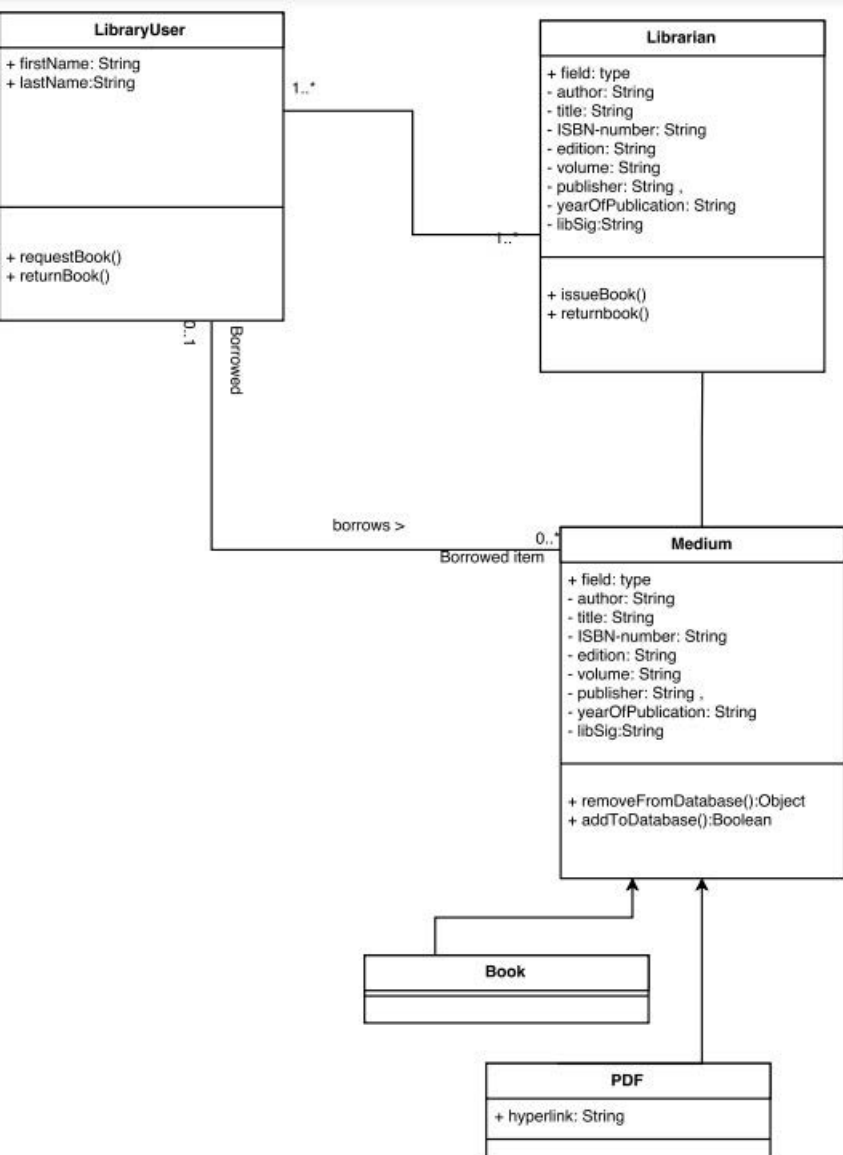 LibraryUser
+ firstName: String
+ lastName:String
+ requestBook()
+ returnBook()
1..*
1..*
Librarian
+ field: type
- author: String
- title: String
- ISBN-number: String
- edition: String
- volume: String
- publisher: String ,
- yearOfPublication: String
- libSig:String
+ issueBook()
+ returnbook()
0..1
Borrowed
borrows >
0..*
Borrowed item
Medium
+ field: type
- author: String
- title: String
- ISBN-number: String
- edition: String
- volume: String
- publisher: String ,
- yearOfPublication: String
- libSig:String
+ removeFromDatabase():Object
+ addToDatabase():Boolean
Book
PDF
+ hyperlink: String